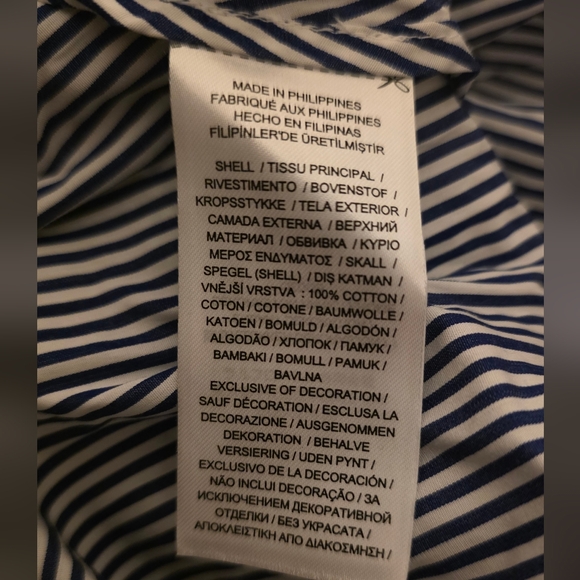 MADE IN PHILIPPINES
FABRIQUÉ AUX PHILIPPINES
HECHO EN FILIPINAS
FİLİPİNLER'DE ÜRETİLMİŞTİR
SHELL / TISSU PRINCIPAL /
RIVESTIMENTO / BOVENSTOF /
KROPSSTYKKE / TELA EXTERIOR /
CAMADA EXTERNA / ВЕРХНИЙ
МАТЕРИАЛ / ОБВИВКА / ΚΥΡΙΟ
ΜΕΡΟΣ ΕΝΔΥΜΑΤΟΣ / SKALL /
SPEGEL (SHELL) / DIŞ KATMAN /
VNĚJŠÍ VRSTVA : 100% COTTON /
COTON / COTONE / BAUMWOLLE /
KATOEN / BOMULD / ALGODÓN /
ALGODÃO / ХЛОПОК / ПАМУК /
ΒΑΜΒΑΚΙ / BOMULL / PAMUK /
BAVLNA
EXCLUSIVE OF DECORATION /
SAUF DÉCORATION / ESCLUSA LA
DECORAZIONE / AUSGENOMMEN
DEKORATION / BEHALVE
VERSIERING / UDEN PYNT /
EXCLUSIVO DE LA DECORACIÓN /
NÃO INCLUI DECORAÇÃO / ЗА
ИСКЛЮЧЕНИЕМ ДЕКОРАТИВНОЙ
ОТДЕЛКИ / БЕЗ УКРАСАТА /
ΑΠΟΚΛΕΙΣΤΙΚΗ ΑΠΟ ΔΙΑΚΟΣΜΗΣΗ /